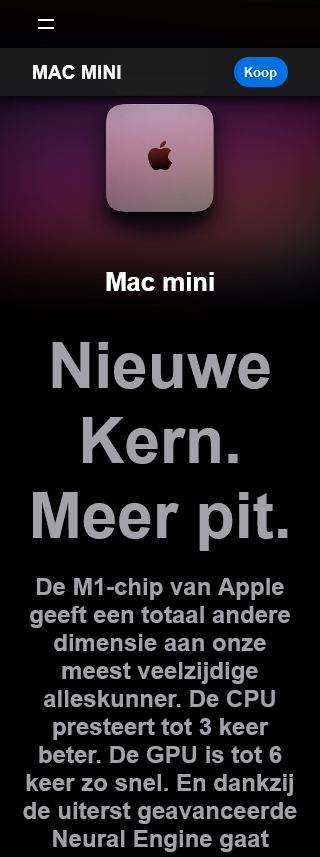 MAC MINI
Koop
Mac mini
Nieuwe
Kern.
Meer pit.
De M1-chip van Apple
geeft een totaal andere
dimensie aan onze
meest veelzijdige
alleskunner. De CPU
presteert tot 3 keer
beter. De GPU is tot 6
keer zo snel. En dankzij
de uiterst geavanceerde
Neural Engine gaat